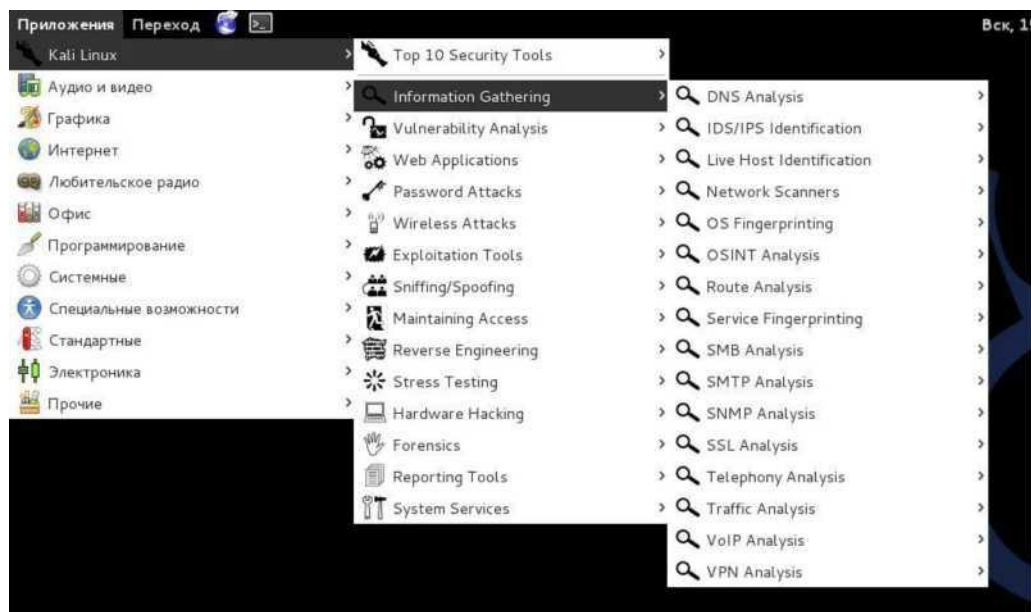 Приложения Переход
Вск, 1
Kali Linux
Аудио и видео
Графика
Интернет
Любительское радио
Офис
Программирование
Системные
Специальные возможности
Стандартные
Электроника
Прочие
Top 10 Security Tools
Information Gathering
Vulnerability Analysis
Web Applications
Password Attacks
Wireless Attacks
Exploitation Tools
Sniffing/Spoofing
Maintaining Access
Reverse Engineering
Stress Testing
Hardware Hacking
Forensics
Reporting Tools
System Services
DNS Analysis
IDS/IPS Identification
Live Host Identification
Network Scanners
OS Fingerprinting
OSINT Analysis
Route Analysis
Service Fingerprinting
SMB Analysis
SMTP Analysis
SNMP Analysis
SSL Analysis
Telephony Analysis
Traffic Analysis
VoIP Analysis
VPN Analysis